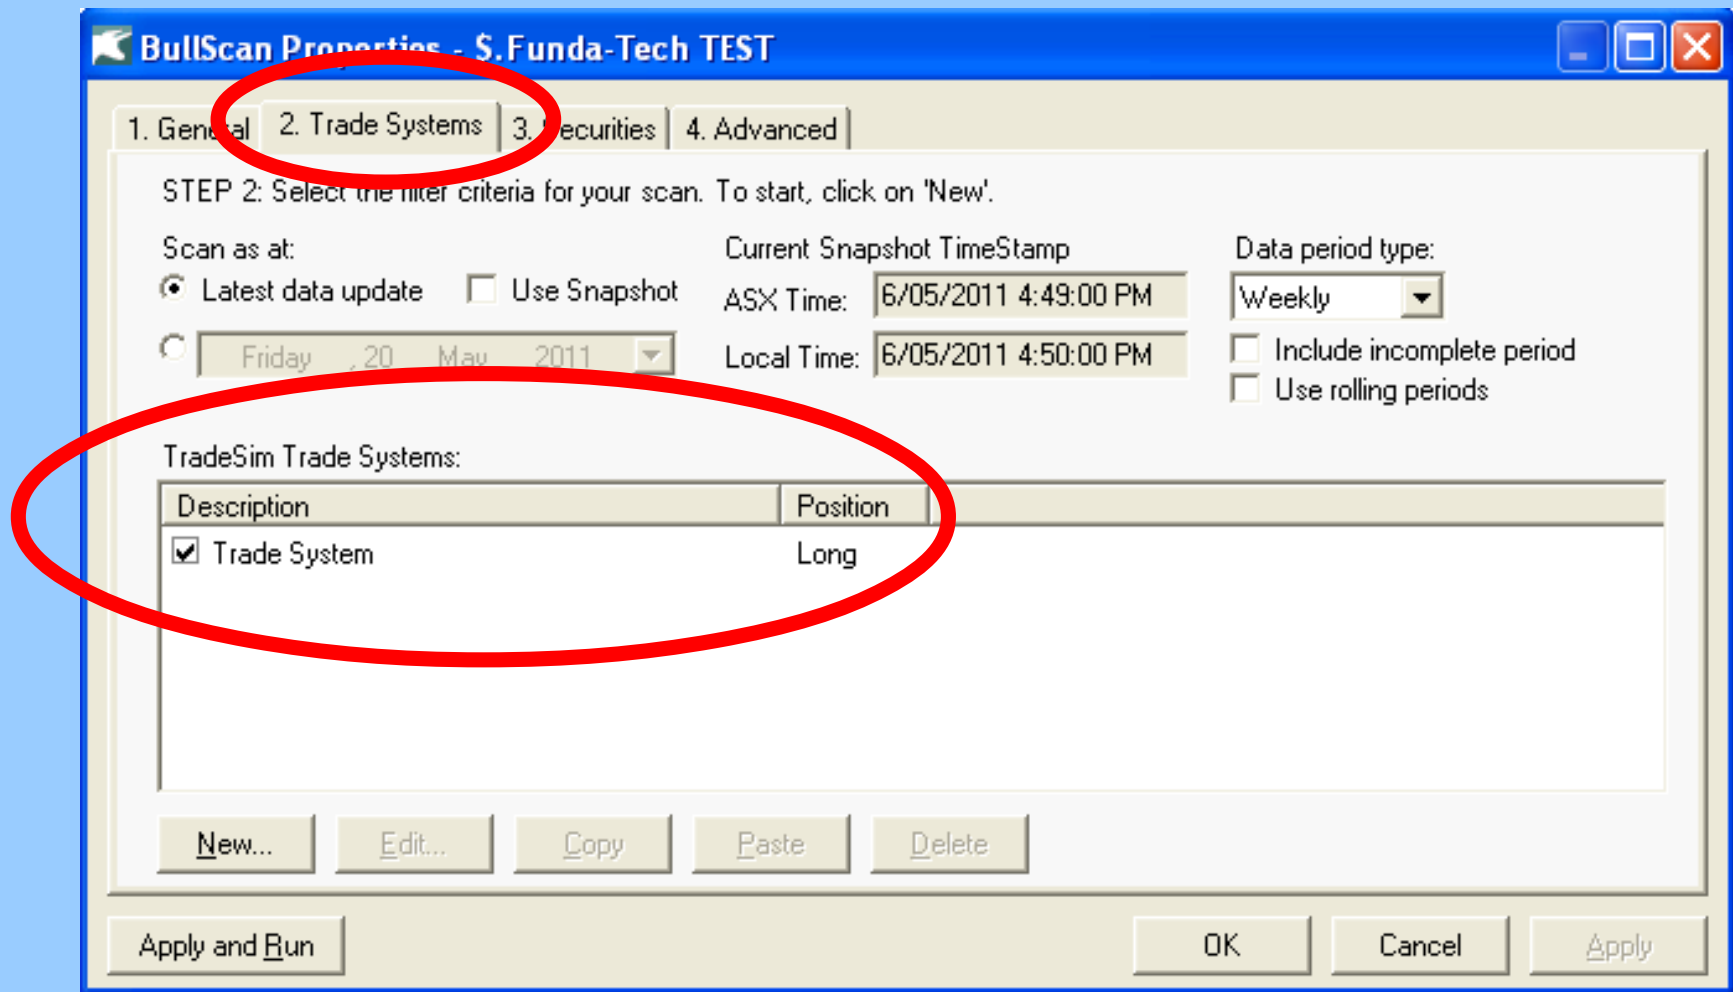 BullScan Properties - $.Funda-Tech TEST
1. General 2. Trade Systems 3. Securities 4. Advanced
STEP 2: Select the filter criteria for your scan. To start, click on 'New'.
Scan as at: Current Snapshot TimeStamp Data period type:
Latest data update Use Snapshot ASX Time: 6/05/2011 4:49:00 PM Weekly
Friday , 20 May 2011 Local Time: 6/05/2011 4:50:00 PM Include incomplete period
Use rolling periods
TradeSim Trade Systems:
Description Position
Trade System Long
New... Edit... Copy Paste Delete
Apply and Run OK Cancel Apply